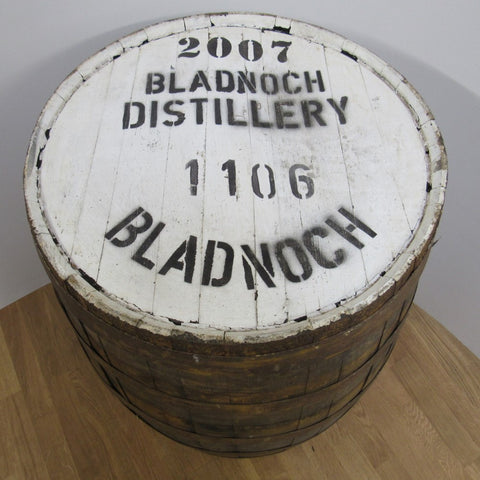 2007
BLADNOCH
DISTILLERY
1106
BLADNOCH